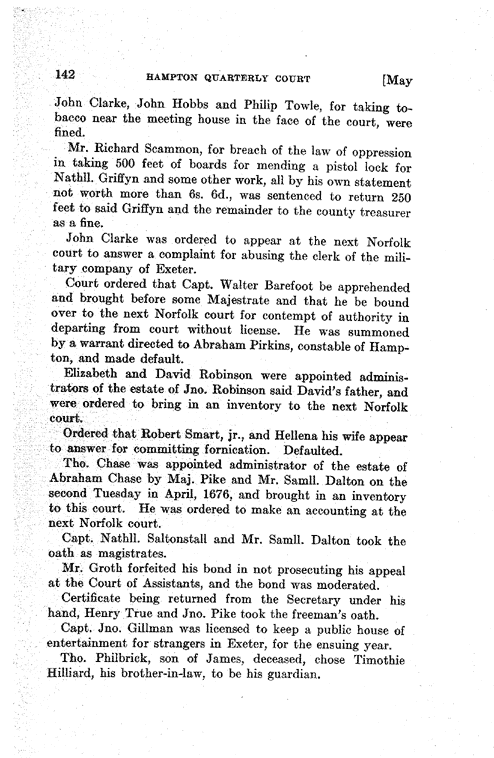 142 HAMPTON QUARTERLY COURT [May
John Clarke, John Hobbs and Philip Towle, for taking to-
bacco near the meeting house in the face of the court, were
fined.
Mr. Richard Scammon, for breach of the law of oppression
in taking 500 feet of boards for mending a pistol lock for
Nathll. Griffyn and some other work, all by his own statement
not worth more than 6s. 6d., was sentenced to return 250
feet to said Griffyn and the remainder to the county treasurer
as a fine.
John Clarke was ordered to appear at the next Norfolk
court to answer a complaint for abusing the clerk of the mili-
tary company of Exeter.
Court ordered that Capt. Walter Barefoot be apprehended
and brought before some Majestrate and that he be bound
over to the next Norfolk court for contempt of authority in
departing from court without license. He was summoned
by a warrant directed to Abraham Pirkins, constable of Hamp-
ton, and made default.
Elizabeth and David Robinson were appointed adminis-
trators of the estate of Jno. Robinson said David's father, and
were ordered to bring in an inventory to the next Norfolk
court.
Ordered that Robert Smart, jr., and Hellena his wife appear
to answer for committing fornication. Defaulted.
Tho. Chase was appointed administrator of the estate of
Abraham Chase by Maj. Pike and Mr. Samll. Dalton on the
second Tuesday in April, 1676, and brought in an inventory
to this court. He was ordered to make an accounting at the
next Norfolk court.
Capt. Nathll. Saltonstall and Mr. Samll. Dalton took the
oath as magistrates.
Mr. Groth forfeited his bond in not prosecuting his appeal
at the Court of Assistants, and the bond was moderated.
Certificate being returned from the Secretary under his
hand, Henry True and Jno. Pike took the freeman's oath.
Capt. Jno. Gillman was licensed to keep a public house of
entertainment for strangers in Exeter, for the ensuing year.
Tho. Philbrick, son of James, deceased, chose Timothie
Hilliard, his brother-in-law, to be his guardian.